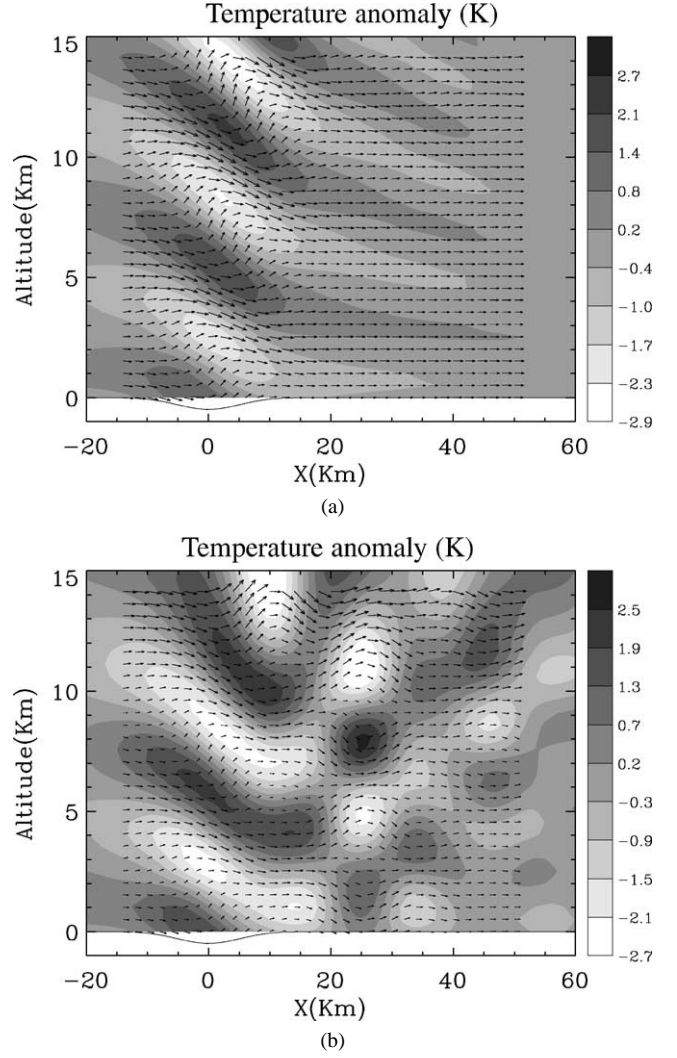 Temperature anomaly (K)
15
10
5
0
Altitude(Km)
-20 0 20 40 60
X(Km)
2.7
2.1
1.4
0.8
0.2
-0.4
-1.0
-1.7
-2.3
-2.9
(a)
Temperature anomaly (K)
15
10
5
0
Altitude(Km)
-20 0 20 40 60
X(Km)
2.5
1.9
1.3
0.7
0.2
-0.3
-0.9
-1.5
-2.1
-2.7
(b)